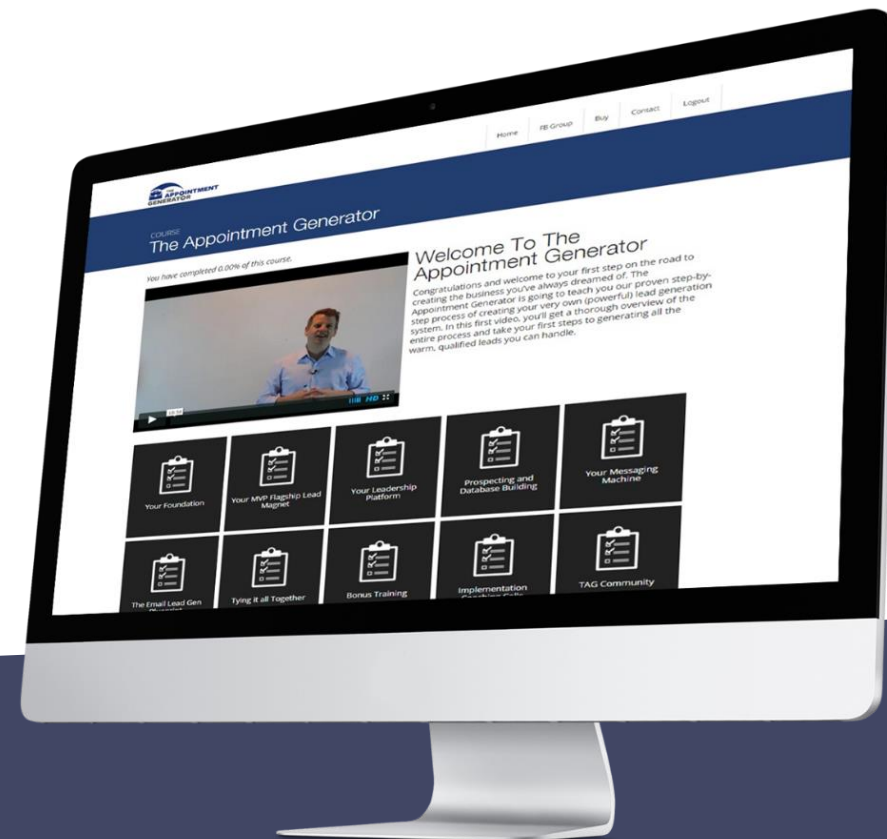 Home FB Group Buy Contact Logout
THE
APPOINTMENT
GENERATOR
COURSE
The Appointment Generator
You have completed 0.00% of this course.
Welcome To The
Appointment Generator
Congratulations and welcome to your first step on the road to
creating the business you've always dreamed of. The
Appointment Generator is going to teach you our proven step-by-
step process of creating your very own (powerful) lead generation
system. In this first video, you'll get a thorough overview of the
entire process and take your first steps to generating all the
warm, qualified leads you can handle.
HD
Your Foundation
Your MVP Flagship Lead
Magnet
Your Leadership
Platform
Prospecting and
Database Building
Your Messaging
Machine
The Email Lead Gen
Tying It all Together
Bonus Training
Implementation
Coaching Calls
TAG Community